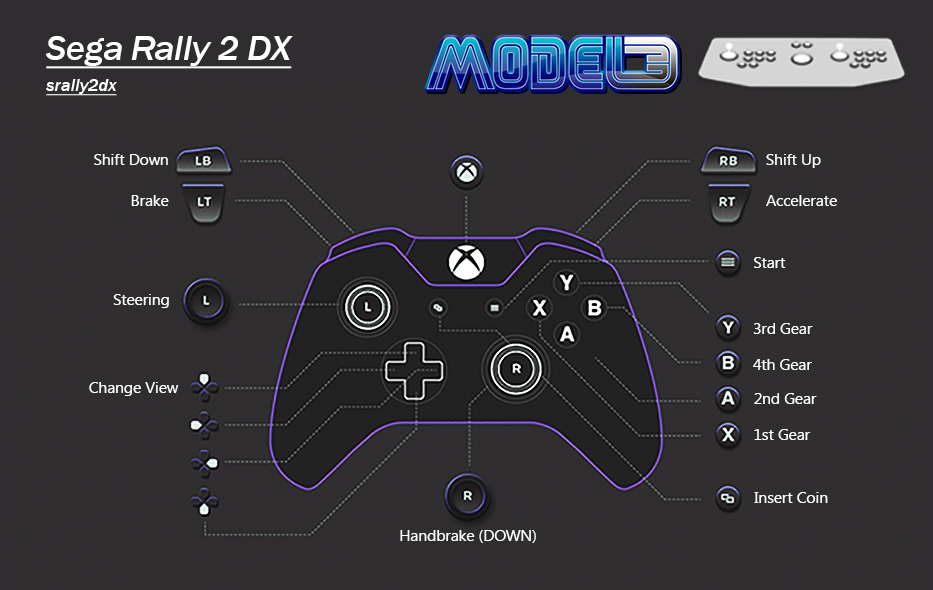 Sega Rally 2 DX
srally2dx
MODEL3
Shift Down LB
RB Shift Up
Brake LT
RT Accelerate
Start
Steering L
L
X Y B A
Y 3rd Gear
B 4th Gear
R
Change View
A 2nd Gear
X 1st Gear
R
Insert Coin
Handbrake (DOWN)